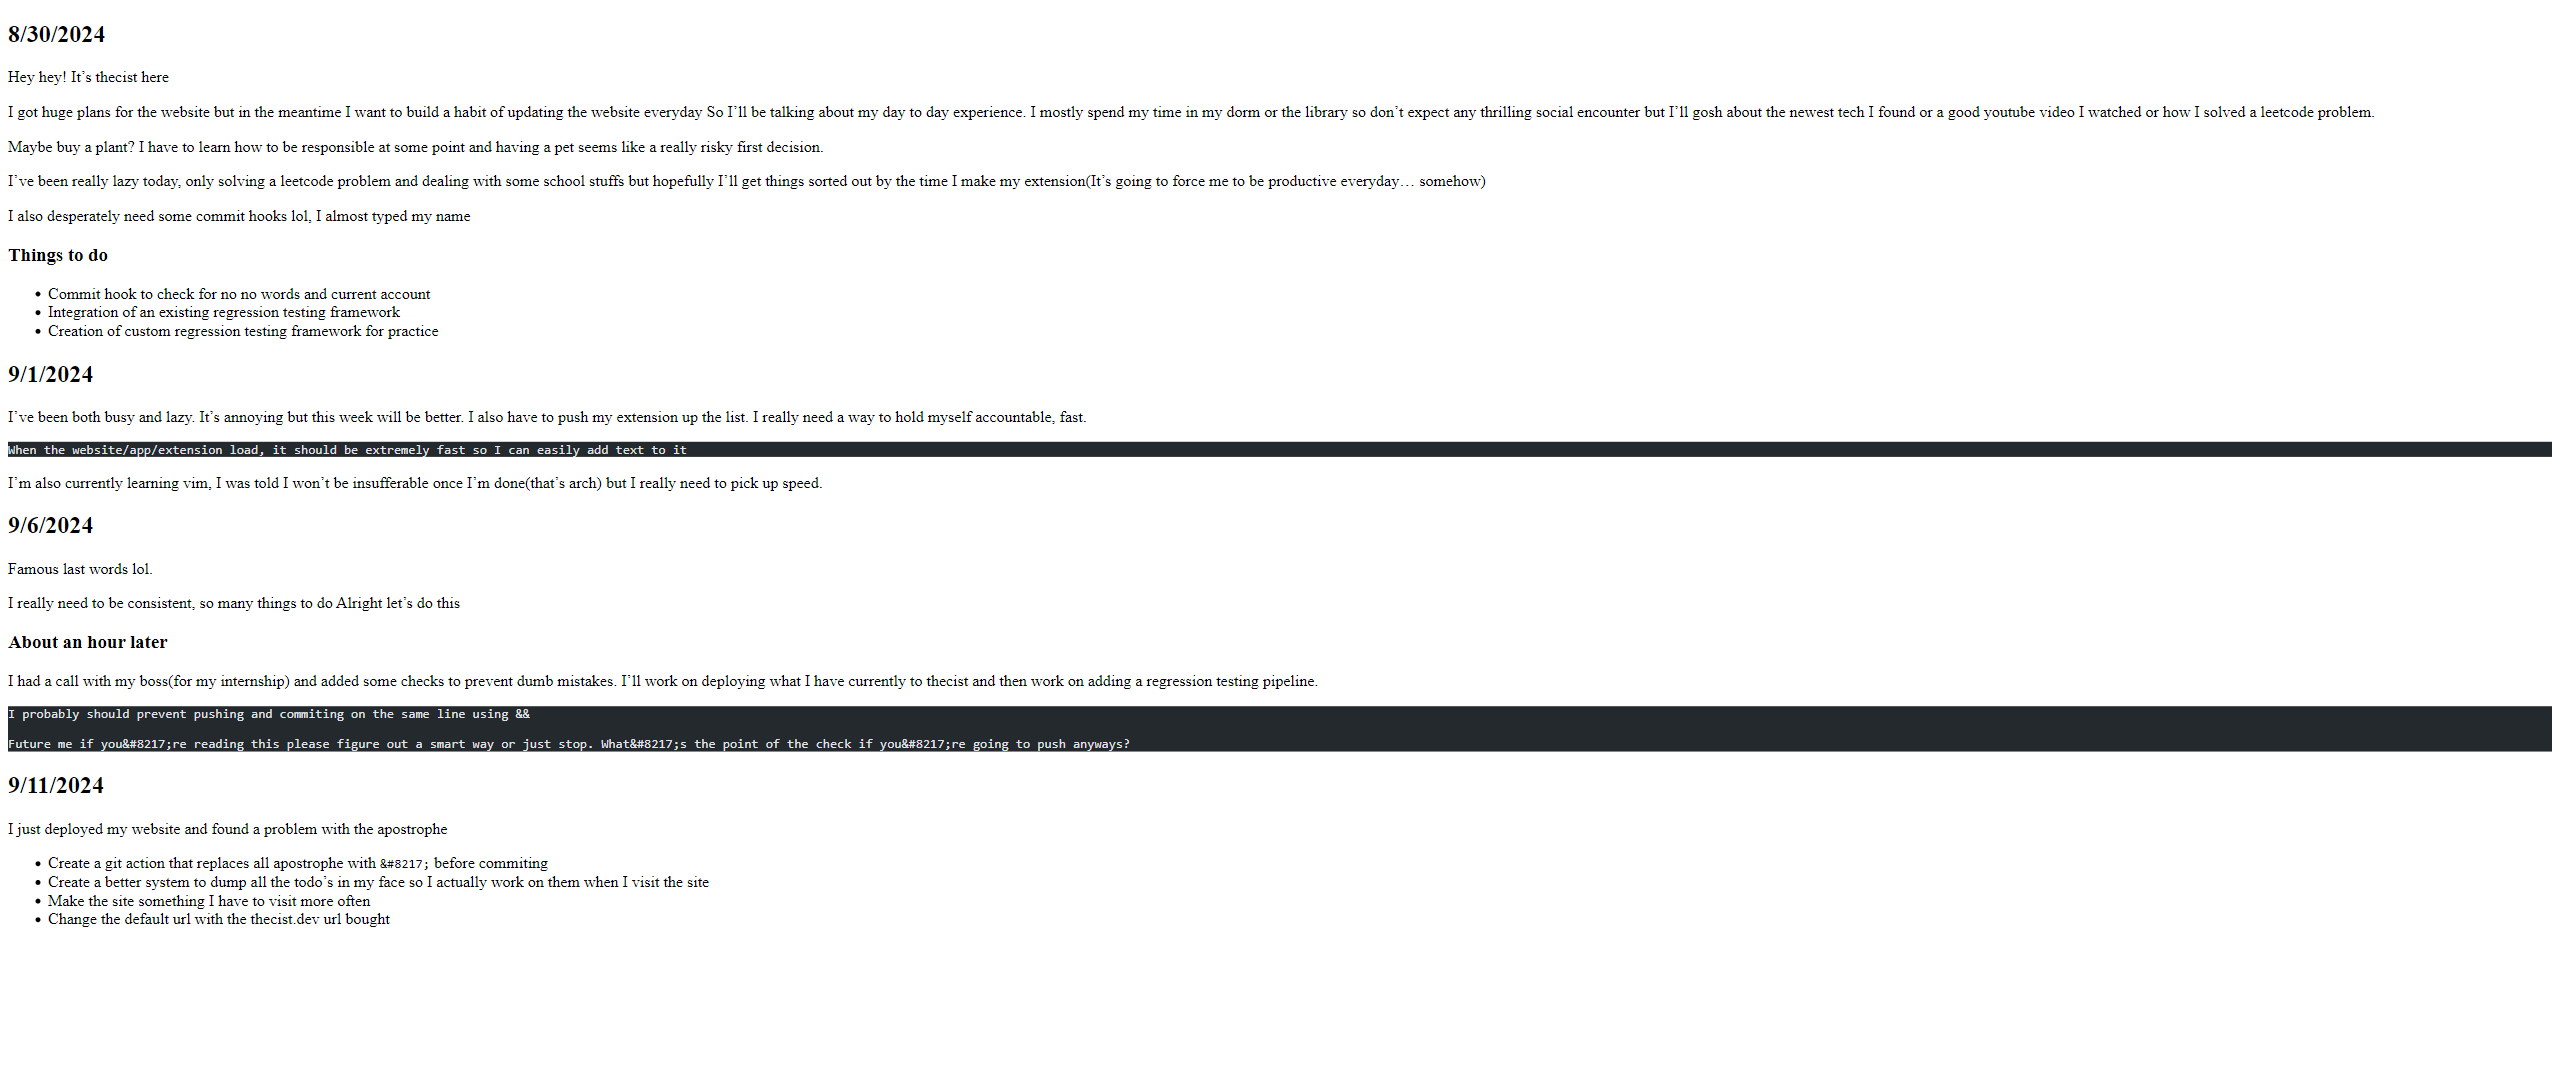 8/30/2024
Hey hey! It’s thecist here
I got huge plans for the website but in the meantime I want to build a habit of updating the website everyday So I’ll be talking about my day to day experience. I mostly spend my time in my dorm or the library so don’t expect any thrilling social encounter but I’ll gosh about the newest tech I found or a good youtube video I watched or how I solved a leetcode problem.
Maybe buy a plant? I have to learn how to be responsible at some point and having a pet seems like a really risky first decision.
I’ve been really lazy today, only solving a leetcode problem and dealing with some school stuffs but hopefully I’ll get things sorted out by the time I make my extension(It’s going to force me to be productive everyday… somehow)
I also desperately need some commit hooks lol, I almost typed my name
Things to do
• Commit hook to check for no no words and current account
• Integration of an existing regression testing framework
• Creation of custom regression testing framework for practice
9/1/2024
I’ve been both busy and lazy. It’s annoying but this week will be better. I also have to push my extension up the list. I really need a way to hold myself accountable, fast.
When the website/app/extension load, it should be extremely fast so I can easily add text to it
I’m also currently learning vim, I was told I won’t be insufferable once I’m done(that’s arch) but I really need to pick up speed.
9/6/2024
Famous last words lol.
I really need to be consistent, so many things to do Alright let’s do this
About an hour later
I had a call with my boss(for my internship) and added some checks to prevent dumb mistakes. I’ll work on deploying what I have currently to thecist and then work on adding a regression testing pipeline.
I probably should prevent pushing and commiting on the same line using &&
Future me if you&#8217;re reading this please figure out a smart way or just stop. What&#8217;s the point of the check if you&#8217;re going to push anyways?
9/11/2024
I just deployed my website and found a problem with the apostrophe
• Create a git action that replaces all apostrophe with &#8217; before commiting
• Create a better system to dump all the todo’s in my face so I actually work on them when I visit the site
• Make the site something I have to visit more often
• Change the default url with the thecist.dev url bought